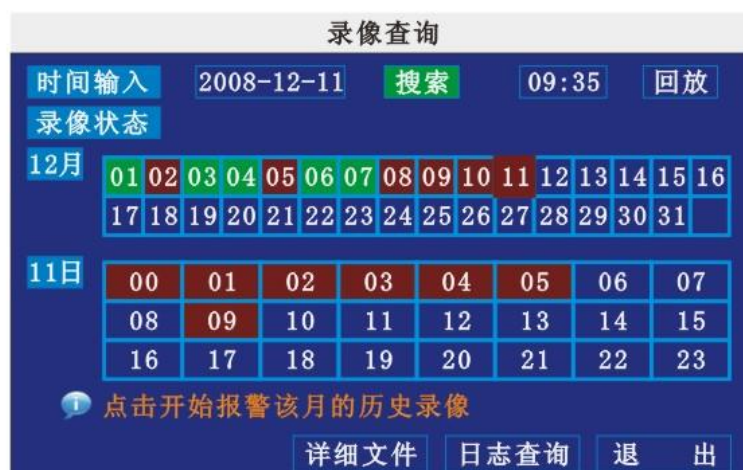 录像查询
时间输入 2008-12-11 搜索 09:35 回放
录像状态
12月 01 02 03 04 05 06 07 08 09 10 11 12 13 14 15 16
17 18 19 20 21 22 23 24 25 26 27 28 29 30 31
11日 00 01 02 03 04 05 06 07
08 09 10 11 12 13 14 15
16 17 18 19 20 21 22 23
点击开始报警该月的历史录像
详细文件 日志查询 退 出